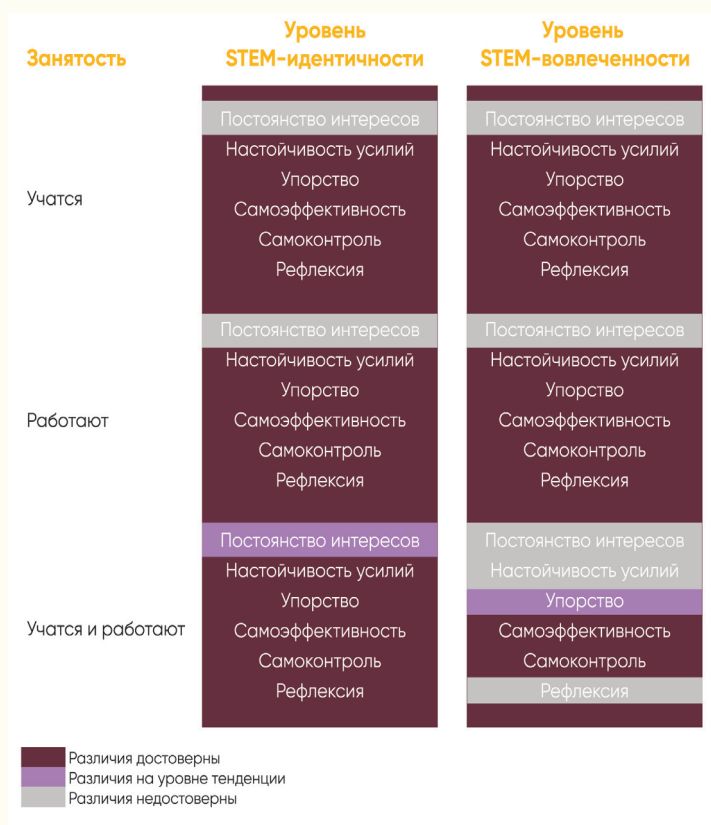 Занятость
Уровень
STEM-идентичности
Уровень
STEM-вовлеченности
Учатся
Постоянство интересов
Настойчивость усилий
Упорство
Самоэффективность
Самоконтроль
Рефлексия
Постоянство интересов
Настойчивость усилий
Упорство
Самоэффективность
Самоконтроль
Рефлексия
Работают
Постоянство интересов
Настойчивость усилий
Упорство
Самоэффективность
Самоконтроль
Рефлексия
Постоянство интересов
Настойчивость усилий
Упорство
Самоэффективность
Самоконтроль
Рефлексия
Учатся и работают
Постоянство интересов
Настойчивость усилий
Упорство
Самоэффективность
Самоконтроль
Рефлексия
Постоянство интересов
Настойчивость усилий
Упорство
Самоэффективность
Самоконтроль
Рефлексия
Различия достоверны
Различия на уровне тенденции
Различия недостоверны